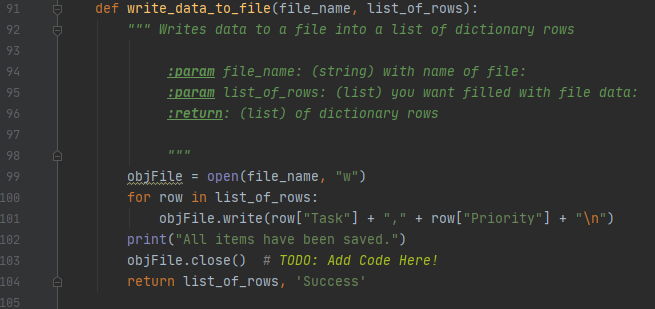 91 def write_data_to_file(file_name, list_of_rows):
92 """ Writes data to a file into a list of dictionary rows
93
94 :param file_name: (string) with name of file:
95 :param list_of_rows: (list) you want filled with file data:
96 :return: (list) of dictionary rows
97
98 """
99 objFile = open(file_name, "w")
100 for row in list_of_rows:
101 objFile.write(row["Task"] + "," + row["Priority"] + "\n")
102 print("All items have been saved.")
103 objFile.close()  # TODO: Add Code Here!
104 return list_of_rows, 'Success'
105